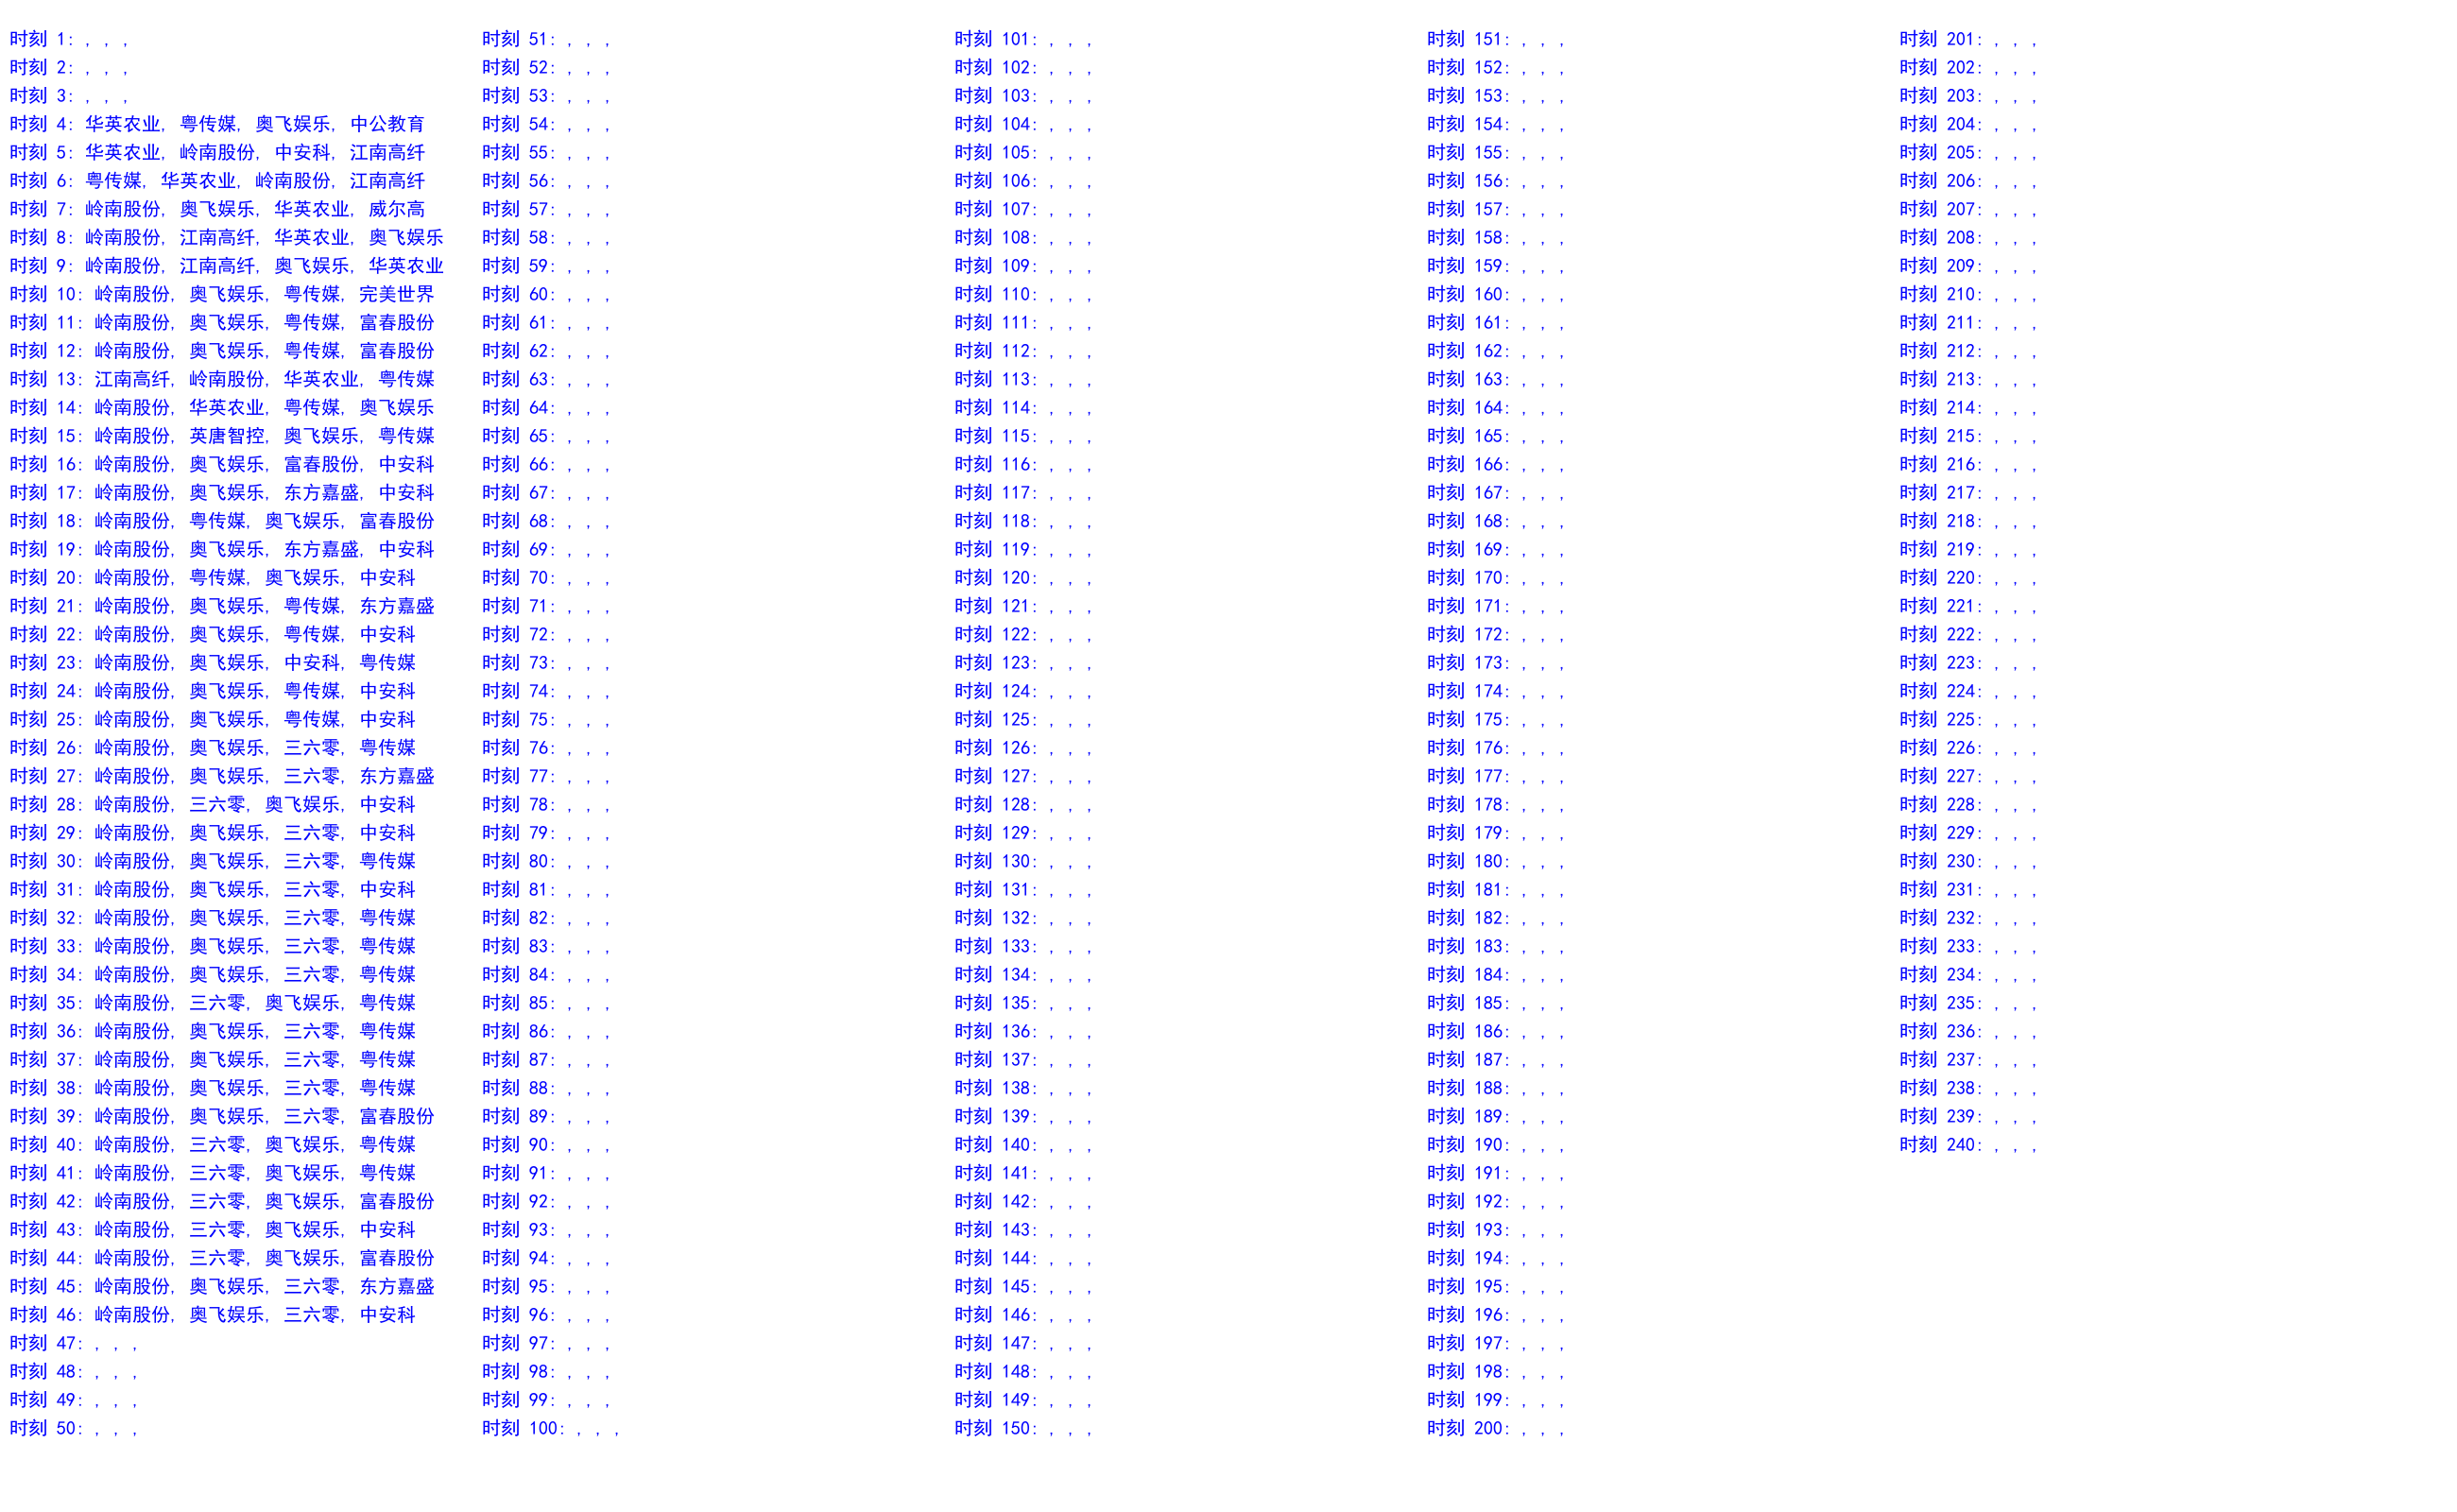 时刻 1: , , ,
时刻 2: , , ,
时刻 3: , , ,
时刻 4: 华英农业, 粤传媒, 奥飞娱乐, 中公教育
时刻 5: 华英农业, 岭南股份, 中安科, 江南高纤
时刻 6: 粤传媒, 华英农业, 岭南股份, 江南高纤
时刻 7: 岭南股份, 奥飞娱乐, 华英农业, 威尔高
时刻 8: 岭南股份, 江南高纤, 华英农业, 奥飞娱乐
时刻 9: 岭南股份, 江南高纤, 奥飞娱乐, 华英农业
时刻 10: 岭南股份, 奥飞娱乐, 粤传媒, 完美世界
时刻 11: 岭南股份, 奥飞娱乐, 粤传媒, 富春股份
时刻 12: 岭南股份, 奥飞娱乐, 粤传媒, 富春股份
时刻 13: 江南高纤, 岭南股份, 华英农业, 粤传媒
时刻 14: 岭南股份, 华英农业, 粤传媒, 奥飞娱乐
时刻 15: 岭南股份, 英唐智控, 奥飞娱乐, 粤传媒
时刻 16: 岭南股份, 奥飞娱乐, 富春股份, 中安科
时刻 17: 岭南股份, 奥飞娱乐, 东方嘉盛, 中安科
时刻 18: 岭南股份, 粤传媒, 奥飞娱乐, 富春股份
时刻 19: 岭南股份, 奥飞娱乐, 东方嘉盛, 中安科
时刻 20: 岭南股份, 粤传媒, 奥飞娱乐, 中安科
时刻 21: 岭南股份, 奥飞娱乐, 粤传媒, 东方嘉盛
时刻 22: 岭南股份, 奥飞娱乐, 粤传媒, 中安科
时刻 23: 岭南股份, 奥飞娱乐, 中安科, 粤传媒
时刻 24: 岭南股份, 奥飞娱乐, 粤传媒, 中安科
时刻 25: 岭南股份, 奥飞娱乐, 粤传媒, 中安科
时刻 26: 岭南股份, 奥飞娱乐, 三六零, 粤传媒
时刻 27: 岭南股份, 奥飞娱乐, 三六零, 东方嘉盛
时刻 28: 岭南股份, 三六零, 奥飞娱乐, 中安科
时刻 29: 岭南股份, 奥飞娱乐, 三六零, 中安科
时刻 30: 岭南股份, 奥飞娱乐, 三六零, 粤传媒
时刻 31: 岭南股份, 奥飞娱乐, 三六零, 中安科
时刻 32: 岭南股份, 奥飞娱乐, 三六零, 粤传媒
时刻 33: 岭南股份, 奥飞娱乐, 三六零, 粤传媒
时刻 34: 岭南股份, 奥飞娱乐, 三六零, 粤传媒
时刻 35: 岭南股份, 三六零, 奥飞娱乐, 粤传媒
时刻 36: 岭南股份, 奥飞娱乐, 三六零, 粤传媒
时刻 37: 岭南股份, 奥飞娱乐, 三六零, 粤传媒
时刻 38: 岭南股份, 奥飞娱乐, 三六零, 粤传媒
时刻 39: 岭南股份, 奥飞娱乐, 三六零, 富春股份
时刻 40: 岭南股份, 三六零, 奥飞娱乐, 粤传媒
时刻 41: 岭南股份, 三六零, 奥飞娱乐, 粤传媒
时刻 42: 岭南股份, 三六零, 奥飞娱乐, 富春股份
时刻 43: 岭南股份, 三六零, 奥飞娱乐, 中安科
时刻 44: 岭南股份, 三六零, 奥飞娱乐, 富春股份
时刻 45: 岭南股份, 奥飞娱乐, 三六零, 东方嘉盛
时刻 46: 岭南股份, 奥飞娱乐, 三六零, 中安科
时刻 47: , , ,
时刻 48: , , ,
时刻 49: , , ,
时刻 50: , , ,
时刻 51: , , ,
时刻 52: , , ,
时刻 53: , , ,
时刻 54: , , ,
时刻 55: , , ,
时刻 56: , , ,
时刻 57: , , ,
时刻 58: , , ,
时刻 59: , , ,
时刻 60: , , ,
时刻 61: , , ,
时刻 62: , , ,
时刻 63: , , ,
时刻 64: , , ,
时刻 65: , , ,
时刻 66: , , ,
时刻 67: , , ,
时刻 68: , , ,
时刻 69: , , ,
时刻 70: , , ,
时刻 71: , , ,
时刻 72: , , ,
时刻 73: , , ,
时刻 74: , , ,
时刻 75: , , ,
时刻 76: , , ,
时刻 77: , , ,
时刻 78: , , ,
时刻 79: , , ,
时刻 80: , , ,
时刻 81: , , ,
时刻 82: , , ,
时刻 83: , , ,
时刻 84: , , ,
时刻 85: , , ,
时刻 86: , , ,
时刻 87: , , ,
时刻 88: , , ,
时刻 89: , , ,
时刻 90: , , ,
时刻 91: , , ,
时刻 92: , , ,
时刻 93: , , ,
时刻 94: , , ,
时刻 95: , , ,
时刻 96: , , ,
时刻 97: , , ,
时刻 98: , , ,
时刻 99: , , ,
时刻 100: , , ,
时刻 101: , , ,
时刻 102: , , ,
时刻 103: , , ,
时刻 104: , , ,
时刻 105: , , ,
时刻 106: , , ,
时刻 107: , , ,
时刻 108: , , ,
时刻 109: , , ,
时刻 110: , , ,
时刻 111: , , ,
时刻 112: , , ,
时刻 113: , , ,
时刻 114: , , ,
时刻 115: , , ,
时刻 116: , , ,
时刻 117: , , ,
时刻 118: , , ,
时刻 119: , , ,
时刻 120: , , ,
时刻 121: , , ,
时刻 122: , , ,
时刻 123: , , ,
时刻 124: , , ,
时刻 125: , , ,
时刻 126: , , ,
时刻 127: , , ,
时刻 128: , , ,
时刻 129: , , ,
时刻 130: , , ,
时刻 131: , , ,
时刻 132: , , ,
时刻 133: , , ,
时刻 134: , , ,
时刻 135: , , ,
时刻 136: , , ,
时刻 137: , , ,
时刻 138: , , ,
时刻 139: , , ,
时刻 140: , , ,
时刻 141: , , ,
时刻 142: , , ,
时刻 143: , , ,
时刻 144: , , ,
时刻 145: , , ,
时刻 146: , , ,
时刻 147: , , ,
时刻 148: , , ,
时刻 149: , , ,
时刻 150: , , ,
时刻 151: , , ,
时刻 152: , , ,
时刻 153: , , ,
时刻 154: , , ,
时刻 155: , , ,
时刻 156: , , ,
时刻 157: , , ,
时刻 158: , , ,
时刻 159: , , ,
时刻 160: , , ,
时刻 161: , , ,
时刻 162: , , ,
时刻 163: , , ,
时刻 164: , , ,
时刻 165: , , ,
时刻 166: , , ,
时刻 167: , , ,
时刻 168: , , ,
时刻 169: , , ,
时刻 170: , , ,
时刻 171: , , ,
时刻 172: , , ,
时刻 173: , , ,
时刻 174: , , ,
时刻 175: , , ,
时刻 176: , , ,
时刻 177: , , ,
时刻 178: , , ,
时刻 179: , , ,
时刻 180: , , ,
时刻 181: , , ,
时刻 182: , , ,
时刻 183: , , ,
时刻 184: , , ,
时刻 185: , , ,
时刻 186: , , ,
时刻 187: , , ,
时刻 188: , , ,
时刻 189: , , ,
时刻 190: , , ,
时刻 191: , , ,
时刻 192: , , ,
时刻 193: , , ,
时刻 194: , , ,
时刻 195: , , ,
时刻 196: , , ,
时刻 197: , , ,
时刻 198: , , ,
时刻 199: , , ,
时刻 200: , , ,
时刻 201: , , ,
时刻 202: , , ,
时刻 203: , , ,
时刻 204: , , ,
时刻 205: , , ,
时刻 206: , , ,
时刻 207: , , ,
时刻 208: , , ,
时刻 209: , , ,
时刻 210: , , ,
时刻 211: , , ,
时刻 212: , , ,
时刻 213: , , ,
时刻 214: , , ,
时刻 215: , , ,
时刻 216: , , ,
时刻 217: , , ,
时刻 218: , , ,
时刻 219: , , ,
时刻 220: , , ,
时刻 221: , , ,
时刻 222: , , ,
时刻 223: , , ,
时刻 224: , , ,
时刻 225: , , ,
时刻 226: , , ,
时刻 227: , , ,
时刻 228: , , ,
时刻 229: , , ,
时刻 230: , , ,
时刻 231: , , ,
时刻 232: , , ,
时刻 233: , , ,
时刻 234: , , ,
时刻 235: , , ,
时刻 236: , , ,
时刻 237: , , ,
时刻 238: , , ,
时刻 239: , , ,
时刻 240: , , ,